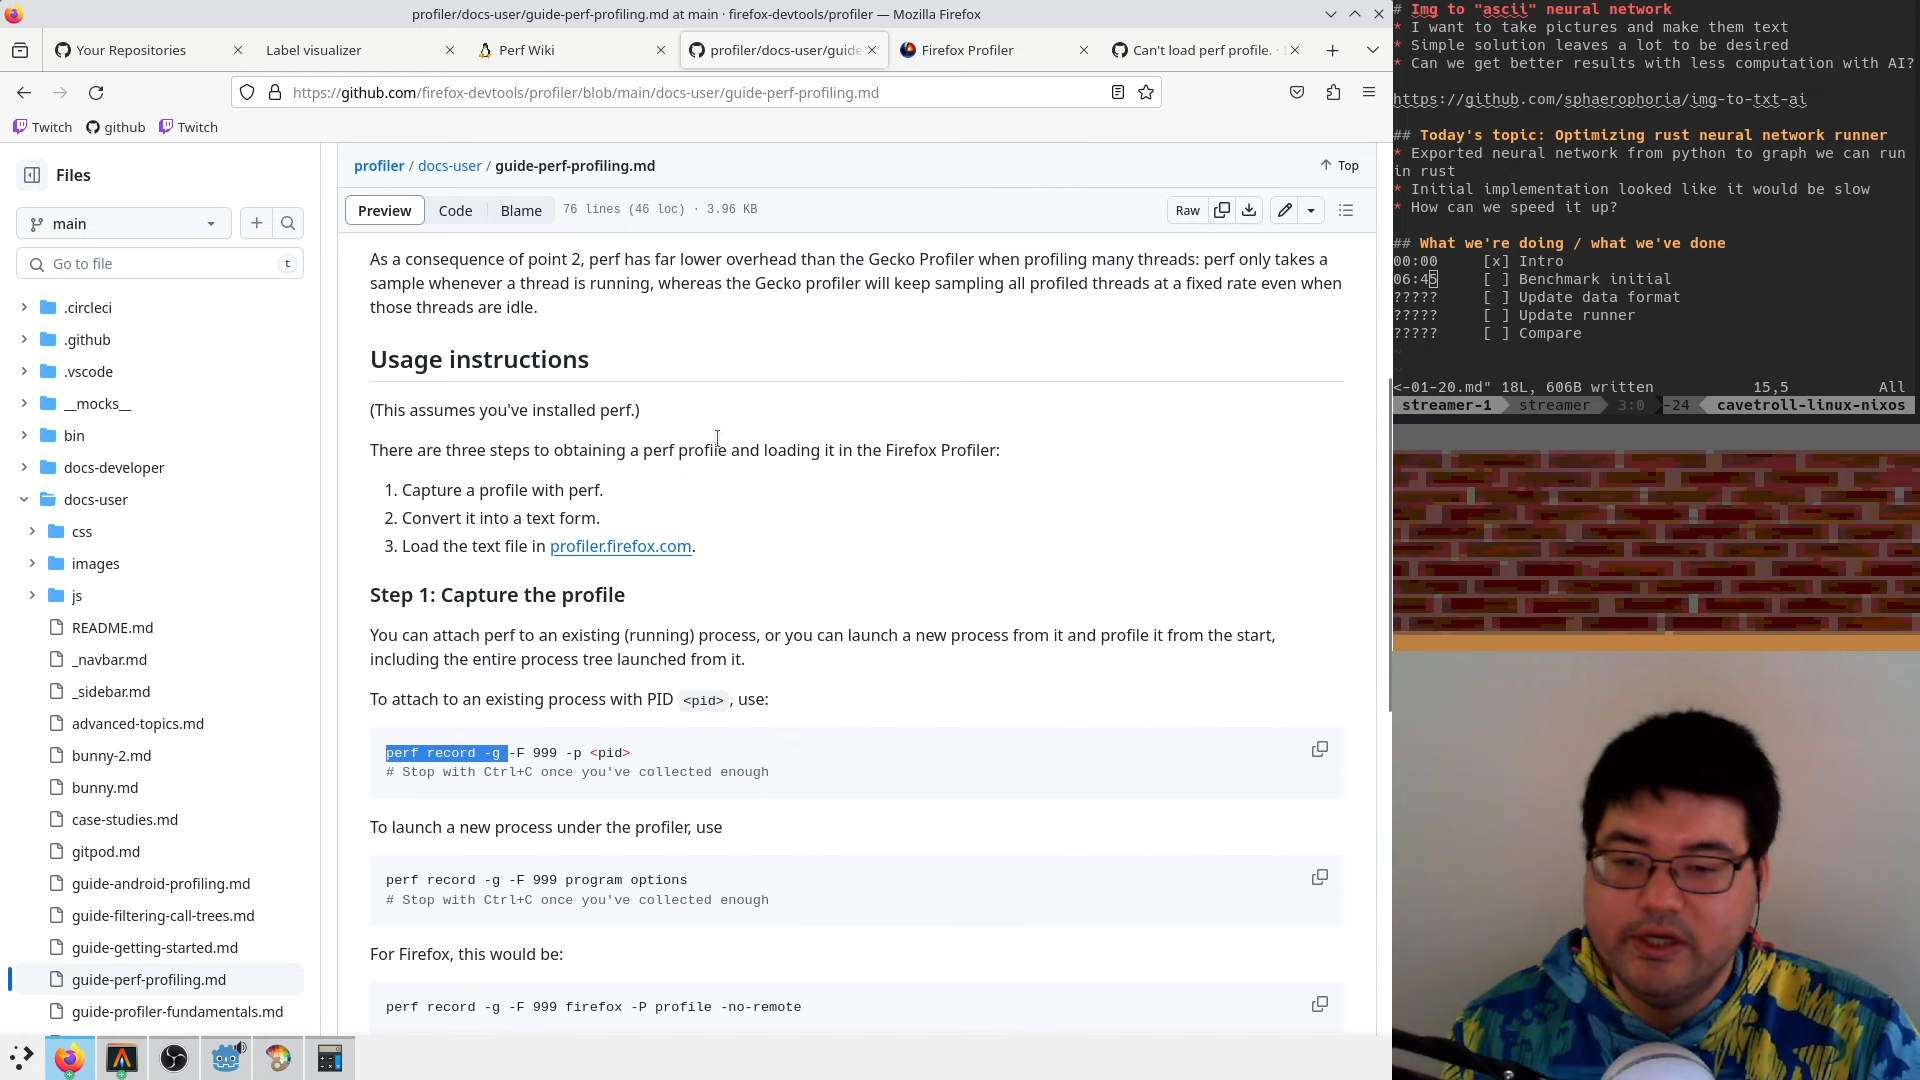 profiler/docs-user/guide-perf-profiling.md at main · firefox-devtools/profiler — Mozilla Firefox
Your Repositories
Label visualizer
Perf Wiki
profiler/docs-user/guide
Firefox Profiler
Can't load perf profile. ·
https://github.com/firefox-devtools/profiler/blob/main/docs-user/guide-perf-profiling.md
Twitch
github
Twitch
Files
main
Go to file
t
.circleci
.github
.vscode
__mocks__
bin
docs-developer
docs-user
css
images
js
README.md
_navbar.md
_sidebar.md
advanced-topics.md
bunny-2.md
bunny.md
case-studies.md
gitpod.md
guide-android-profiling.md
guide-filtering-call-trees.md
guide-getting-started.md
guide-perf-profiling.md
guide-profiler-fundamentals.md
profiler / docs-user / guide-perf-profiling.md
Top
Preview
Code
Blame
76 lines (46 loc) · 3.96 KB
Raw
As a consequence of point 2, perf has far lower overhead than the Gecko Profiler when profiling many threads: perf only takes a
sample whenever a thread is running, whereas the Gecko profiler will keep sampling all profiled threads at a fixed rate even when
those threads are idle.
Usage instructions
(This assumes you've installed perf.)
There are three steps to obtaining a perf profile and loading it in the Firefox Profiler:
1. Capture a profile with perf.
2. Convert it into a text form.
3. Load the text file in profiler.firefox.com.
Step 1: Capture the profile
You can attach perf to an existing (running) process, or you can launch a new process from it and profile it from the start,
including the entire process tree launched from it.
To attach to an existing process with PID <pid> , use:
perf record -g -F 999 -p <pid>
# Stop with Ctrl+C once you've collected enough
To launch a new process under the profiler, use
perf record -g -F 999 program options
# Stop with Ctrl+C once you've collected enough
For Firefox, this would be:
perf record -g -F 999 firefox -P profile -no-remote
# Img to "ascii" neural network
* I want to take pictures and make them text
* Simple solution leaves a lot to be desired
* Can we get better results with less computation with AI?
https://github.com/sphaerophoria/img-to-txt-ai
## Today's topic: Optimizing rust neural network runner
* Exported neural network from python to graph we can run
in rust
* Initial implementation looked like it would be slow
* How can we speed it up?
## What we're doing / what we've done
00:00 [x] Intro
06:45 [ ] Benchmark initial
????? [ ] Update data format
????? [ ] Update runner
????? [ ] Compare
~
~
<-01-20.md" 18L, 606B written 15,5 All
streamer-1 streamer 3:0 -24 cavetroll-linux-nixos